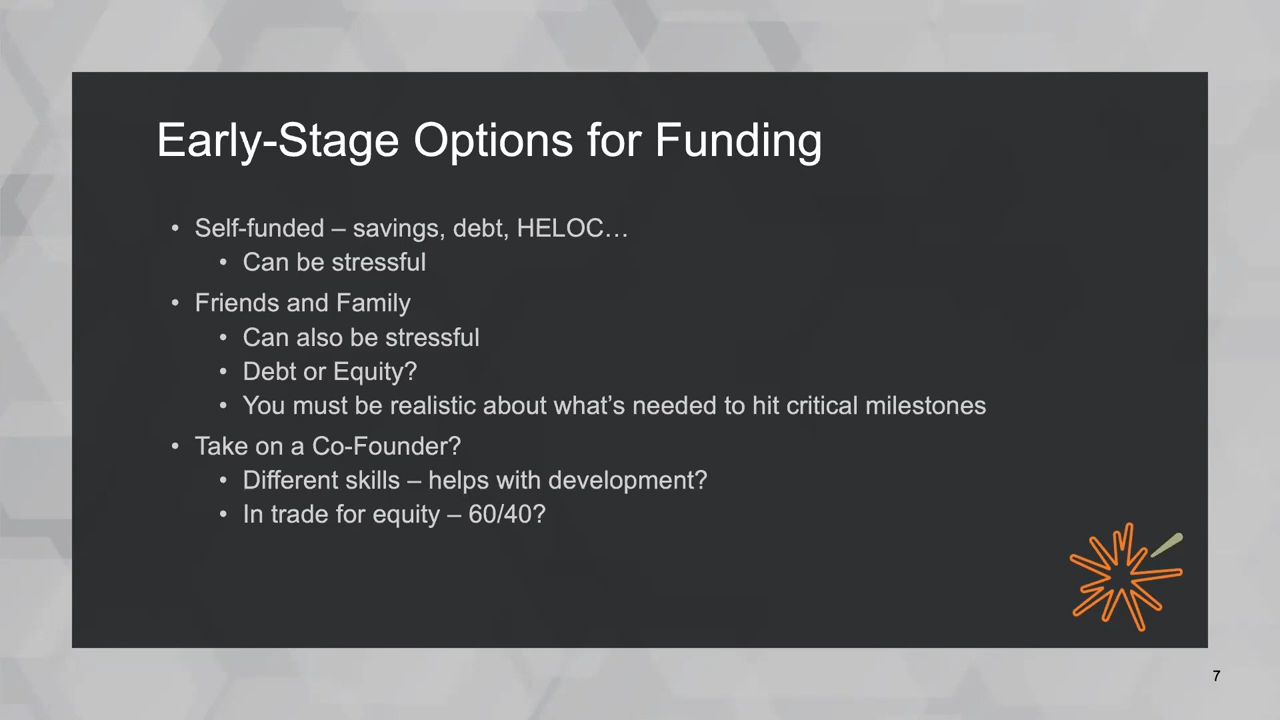 Early-Stage Options for Funding
• Self-funded – savings, debt, HELOC…
• Can be stressful
• Friends and Family
• Can also be stressful
• Debt or Equity?
• You must be realistic about what’s needed to hit critical milestones
• Take on a Co-Founder?
• Different skills – helps with development?
• In trade for equity – 60/40?
7